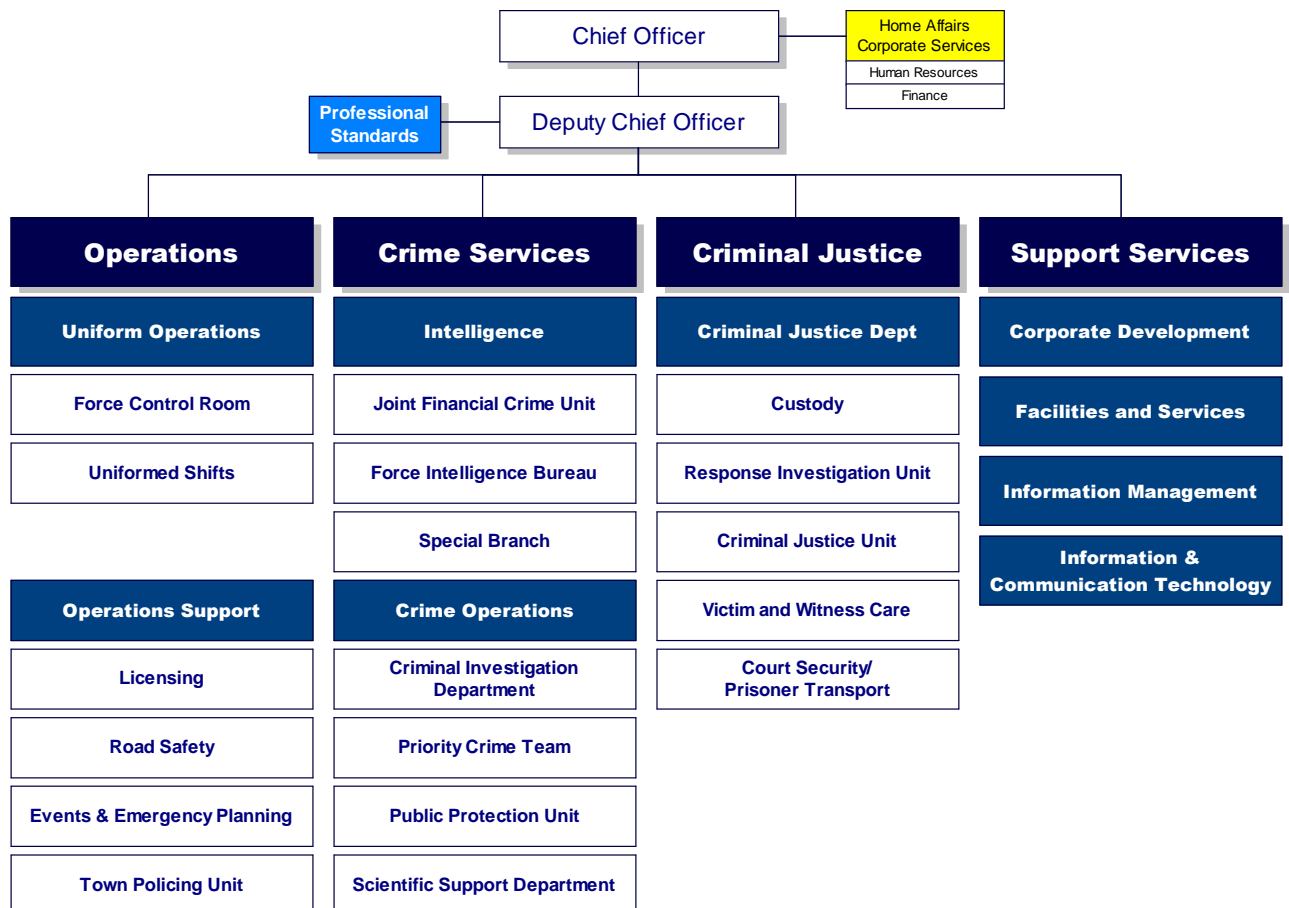 Chief Officer
Home Affairs
Corporate Services
Human Resources
Finance
Professional
Standards
Deputy Chief Officer
Operations
Uniform Operations
Force Control Room
Uniformed Shifts
Operations Support
Licensing
Road Safety
Events & Emergency Planning
Town Policing Unit
Crime Services
Intelligence
Joint Financial Crime Unit
Force Intelligence Bureau
Special Branch
Crime Operations
Criminal Investigation
Department
Priority Crime Team
Public Protection Unit
Scientific Support Department
Criminal Justice
Criminal Justice Dept
Custody
Response Investigation Unit
Criminal Justice Unit
Victim and Witness Care
Court Security/
Prisoner Transport
Support Services
Corporate Development
Facilities and Services
Information Management
Information &
Communication Technology